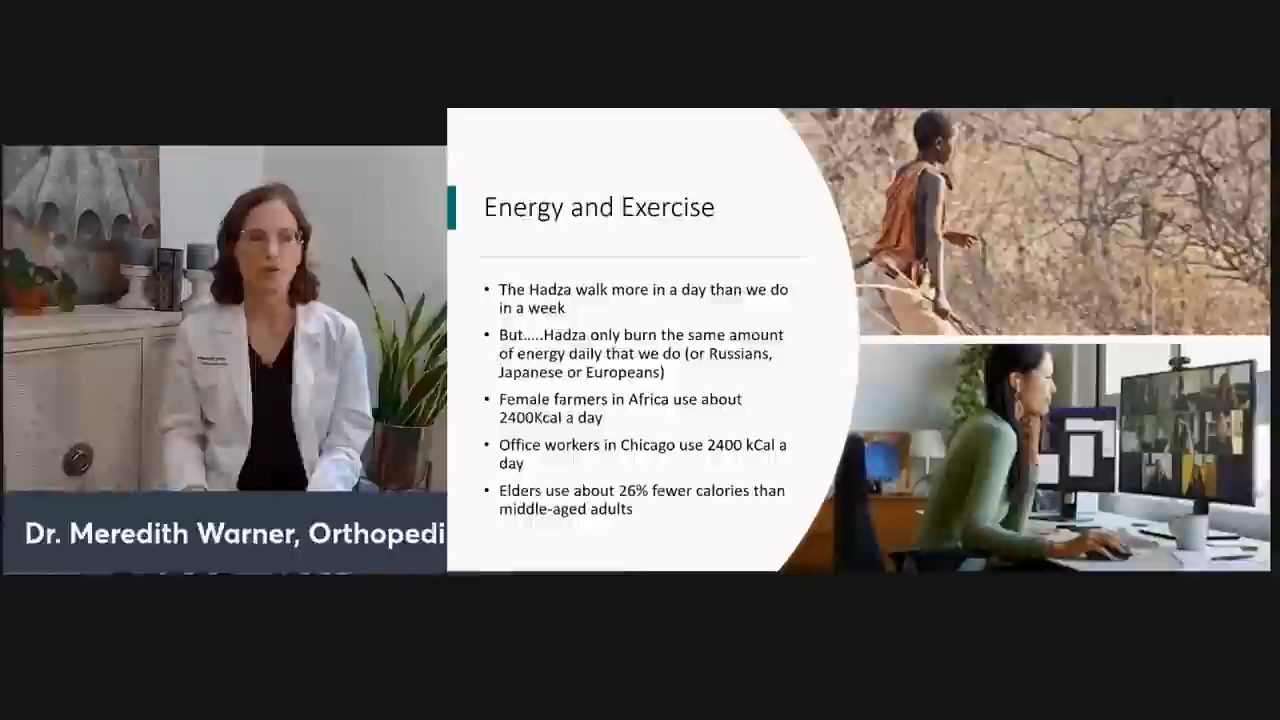 Energy and Exercise
• The Hadza walk more in a day than we do
in a week
• But.....Hadza only burn the same amount
of energy daily that we do (or Russians,
Japanese or Europeans)
• Female farmers in Africa use about
2400Kcal a day
• Office workers in Chicago use 2400 kCal a
day
• Elders use about 26% fewer calories than
middle-aged adults
Dr. Meredith Warner, Orthopedi